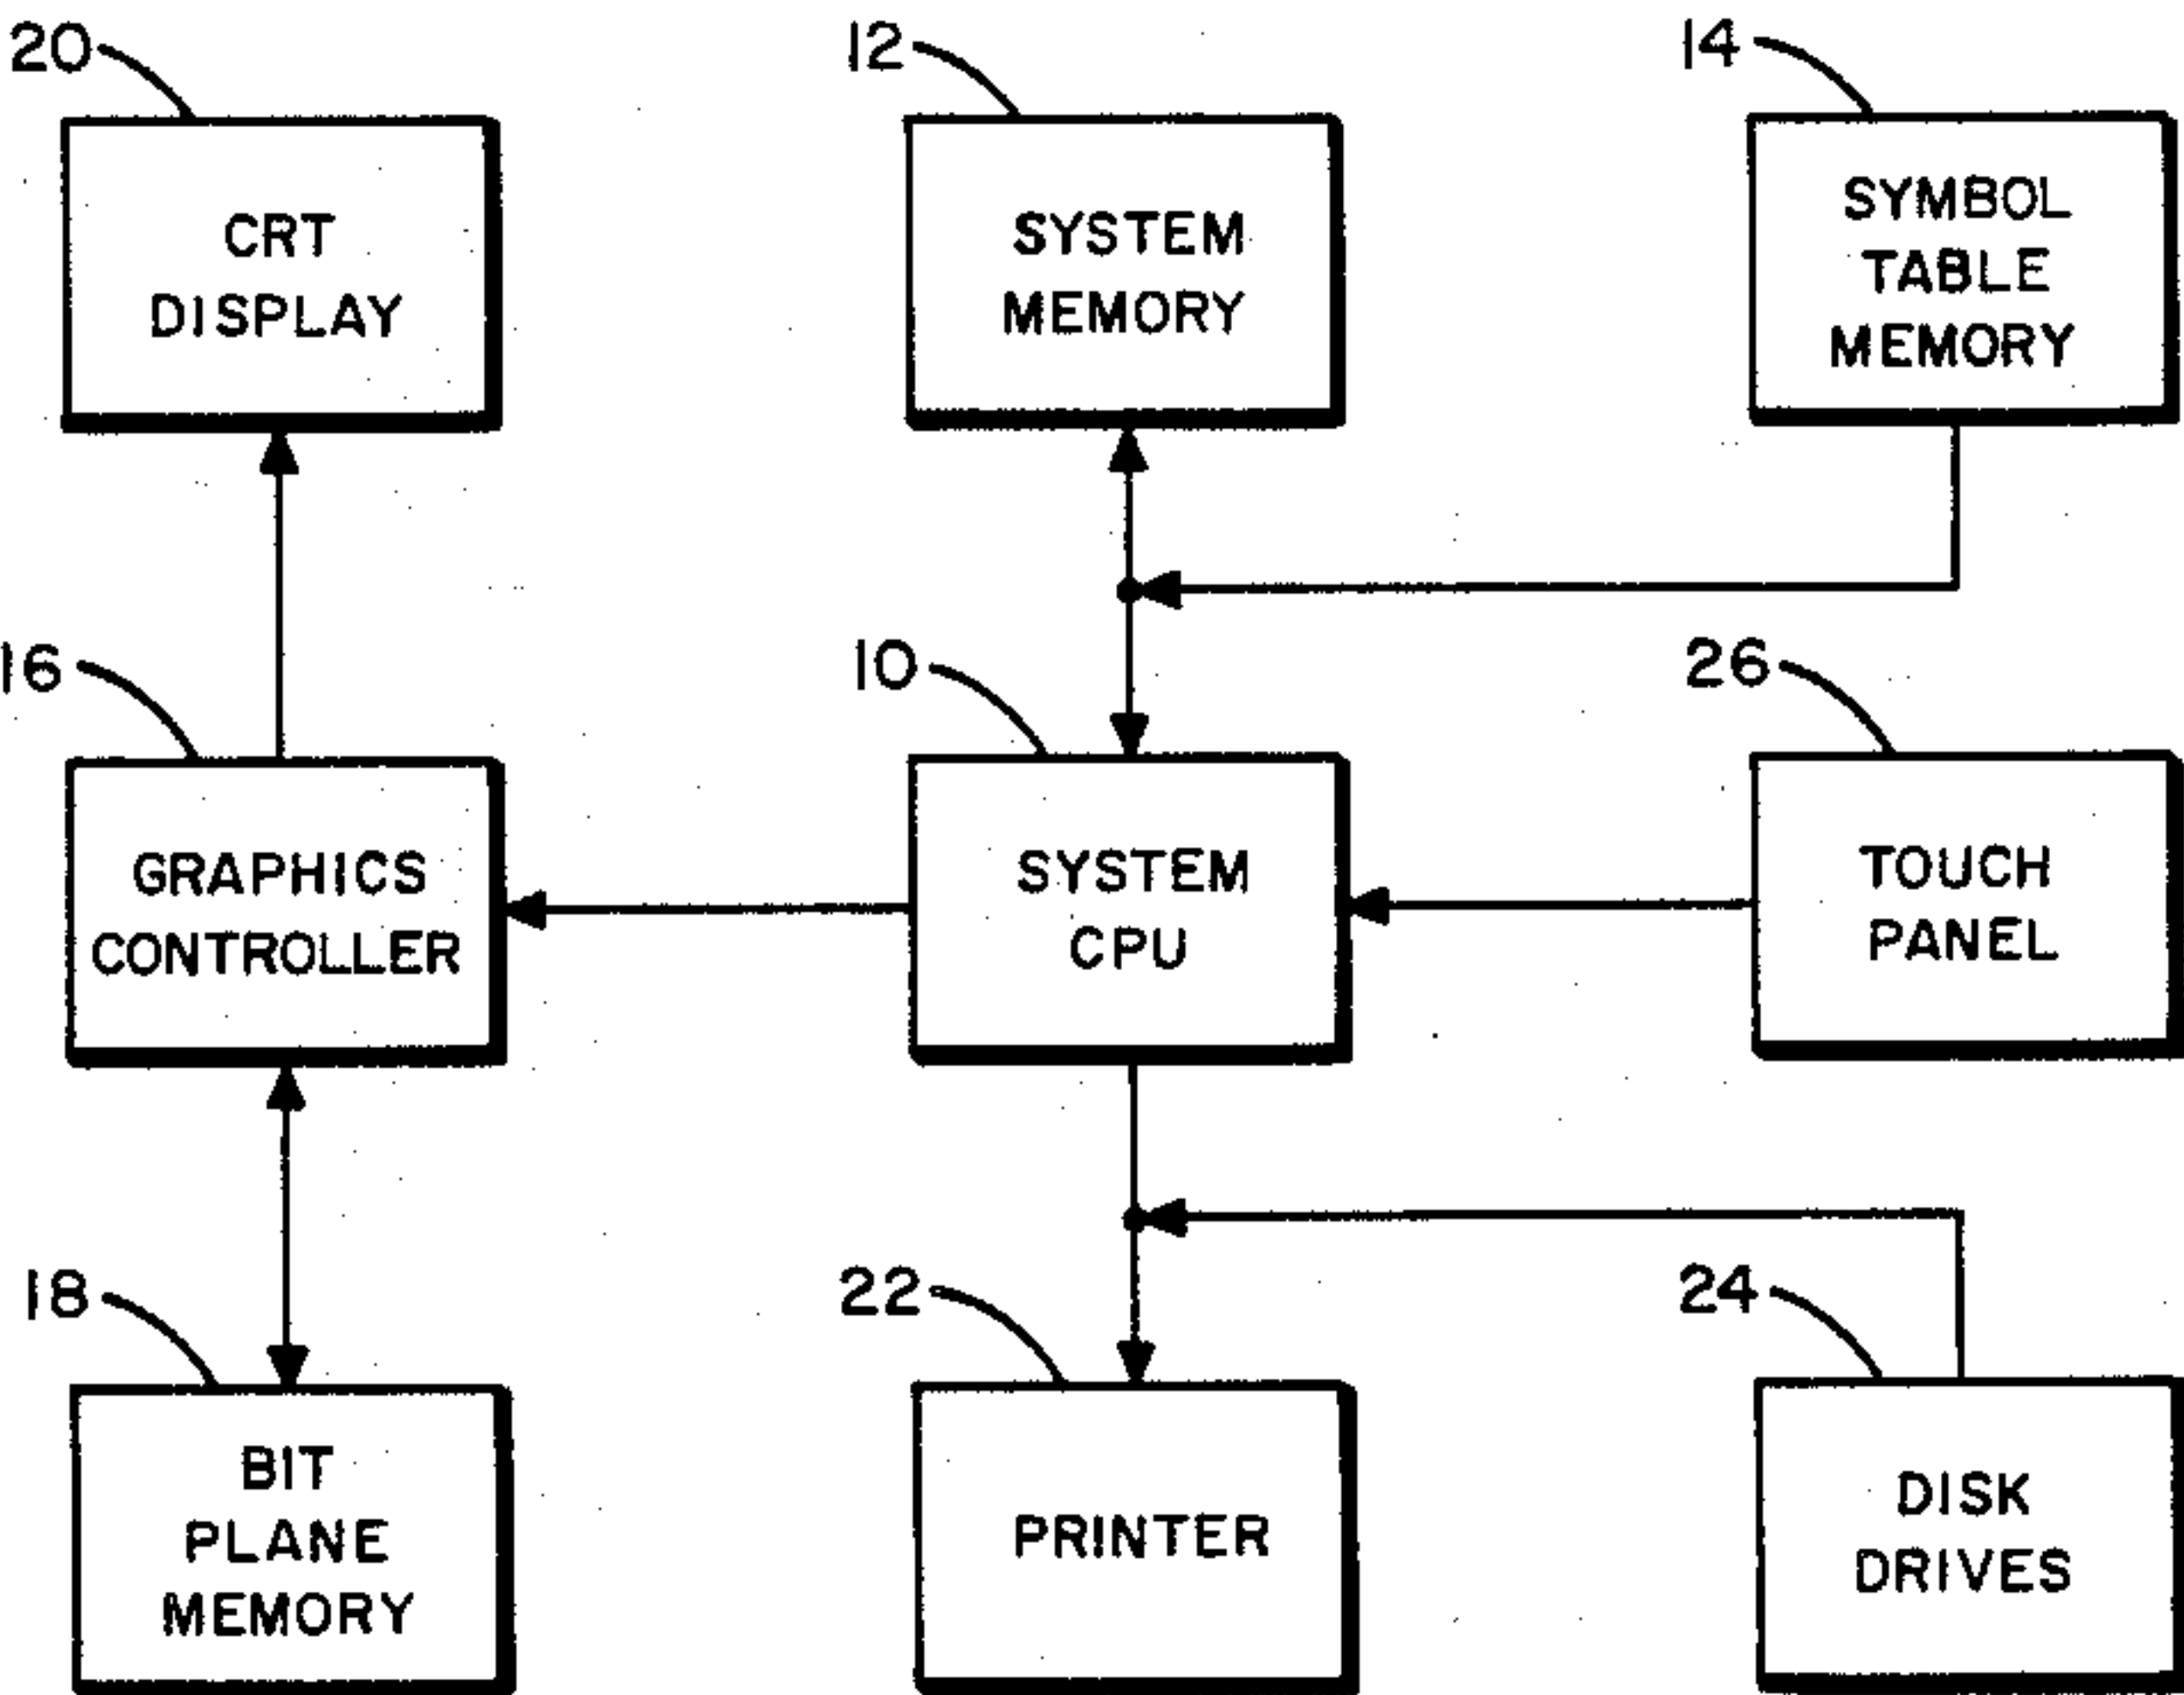 20
CRT
DISPLAY
12
SYSTEM
MEMORY
14
SYMBOL
TABLE
MEMORY
16
GRAPHICS
CONTROLLER
10
SYSTEM
CPU
26
TOUCH
PANEL
18
BIT
PLANE
MEMORY
22
PRINTER
24
DISK
DRIVES